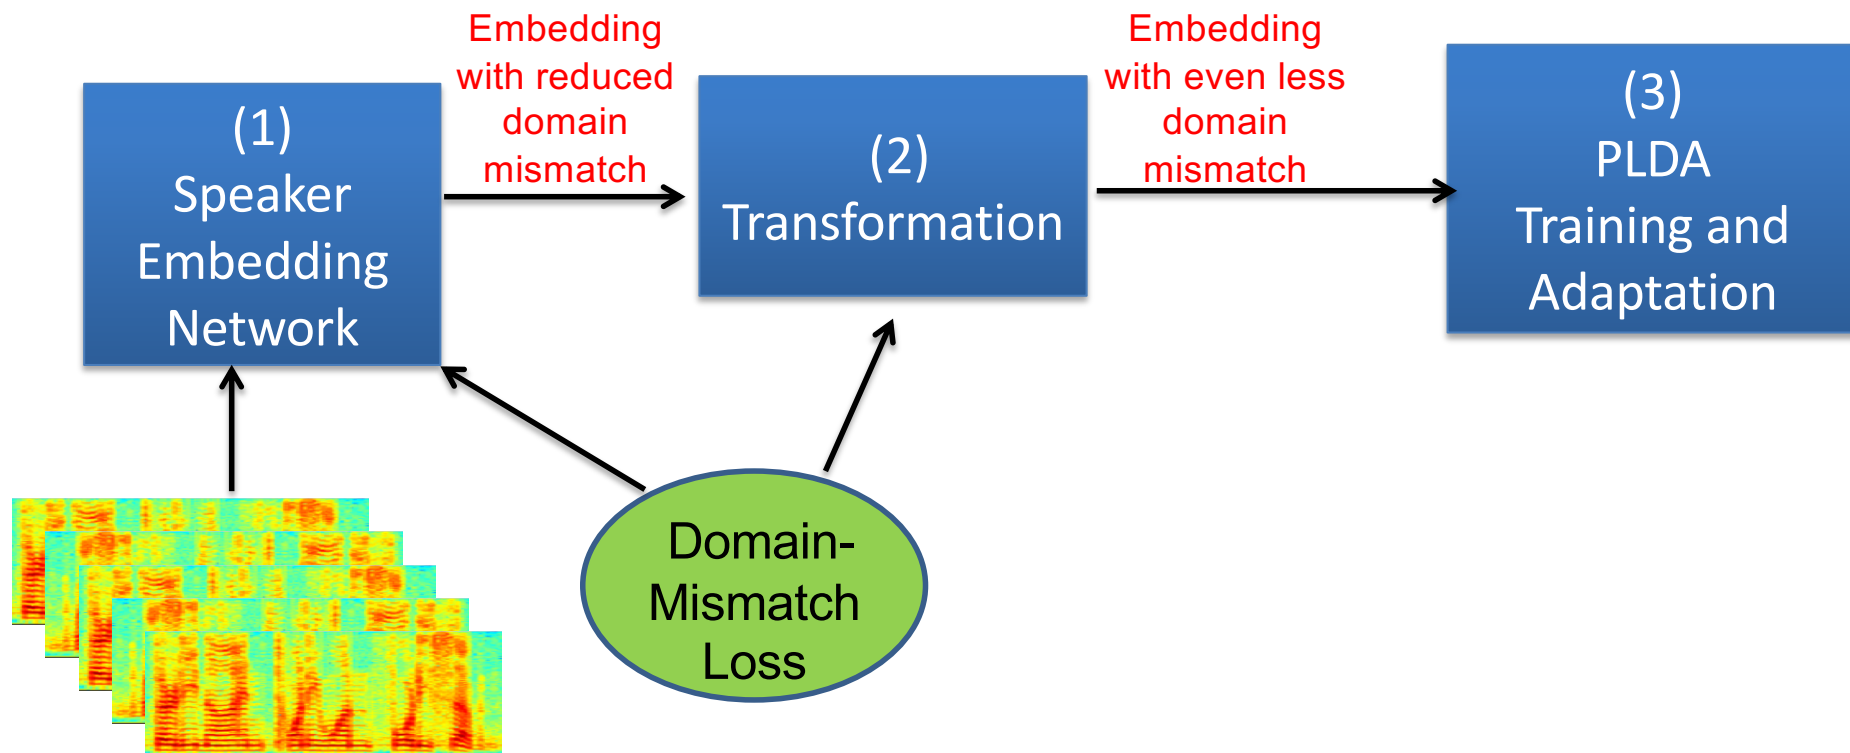 (1)
Speaker
Embedding
Network
Embedding
with reduced
domain
mismatch
(2)
Transformation
Embedding
with even less
domain
mismatch
(3)
PLDA
Training and
Adaptation
Domain-
Mismatch
Loss